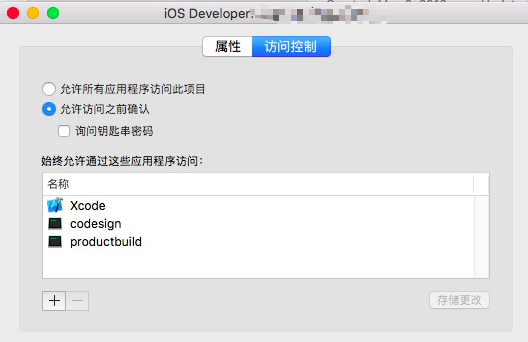 iOS Developer:
属性
访问控制
允许所有应用程序访问此项目
允许访问之前确认
询问钥匙串密码
始终允许通过这些应用程序访问：
名称
Xcode
codesign
productbuild
存储更改